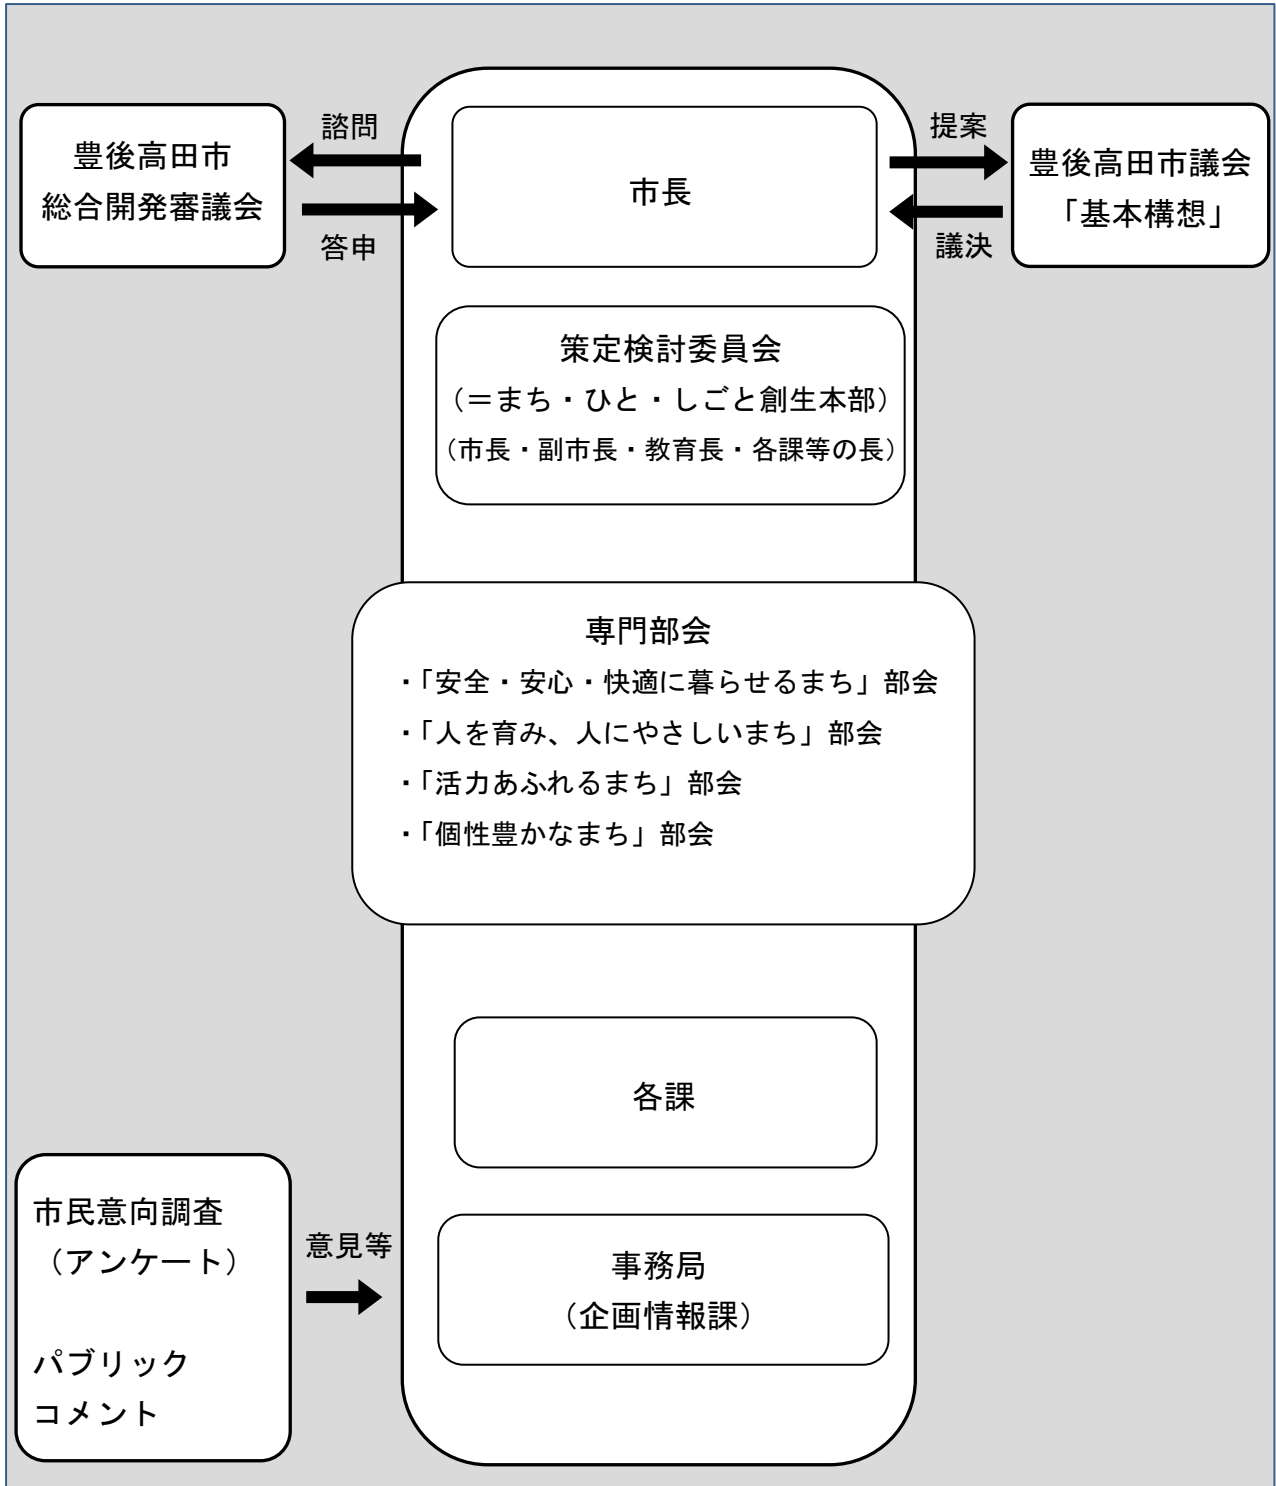 諮問
豊後高田市
総合開発審議会
答申
市長
提案
豊後高田市議会
「基本構想」
議決
策定検討委員会
（＝まち・ひと・しごと創生本部）
（市長・副市長・教育長・各課等の長）
専門部会
・「安全・安心・快適に暮らせるまち」部会
・「人を育み、人にやさしいまち」部会
・「活力あふれるまち」部会
・「個性豊かなまち」部会
各課
市民意向調査
（アンケート）
パブリック
コメント
意見等
事務局
（企画情報課）